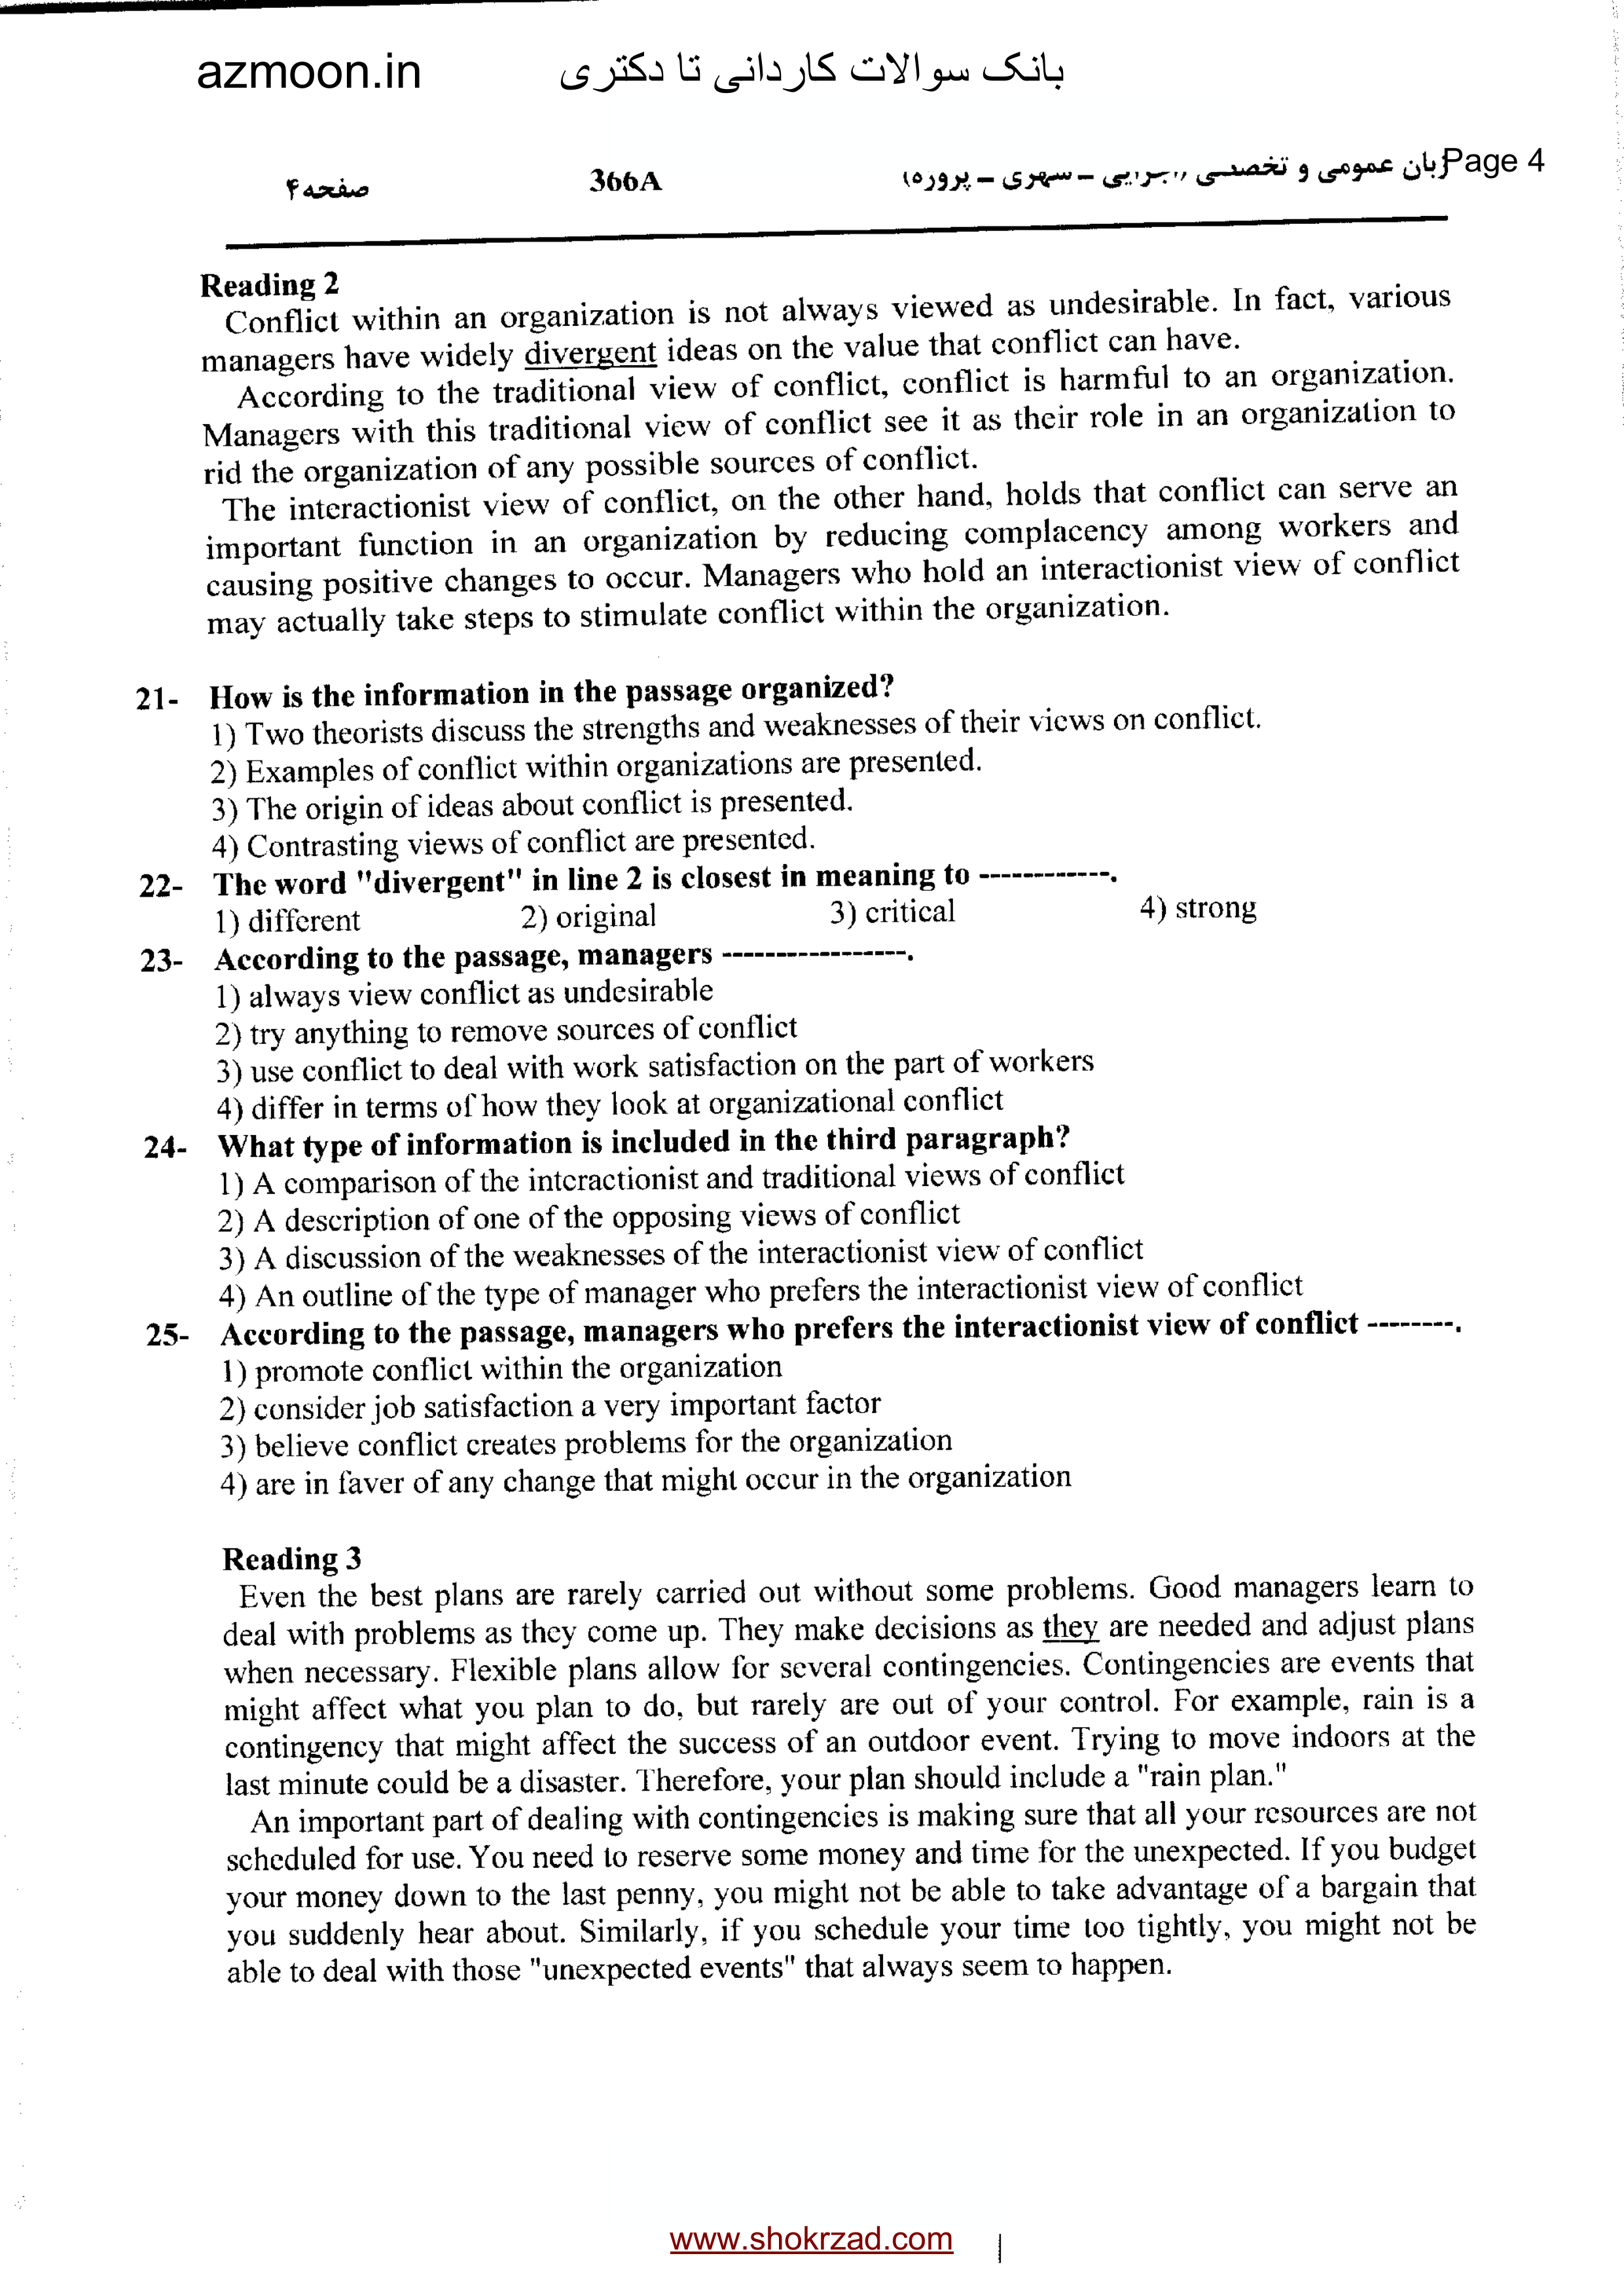 azmoon.in بانک سوالات کاردانی تا دکتری
زبان عمومی و تخصصی – سهری – پروره) Page 4
366A
صفحه ۴
Reading 2
Conflict within an organization is not always viewed as undesirable. In fact, various
managers have widely divergent ideas on the value that conflict can have.
According to the traditional view of conflict, conflict is harmful to an organization.
Managers with this traditional view of conflict see it as their role in an organization to
rid the organization of any possible sources of conflict.
The interactionist view of conflict, on the other hand, holds that conflict can serve an
important function in an organization by reducing complacency among workers and
causing positive changes to occur. Managers who hold an interactionist view of conflict
may actually take steps to stimulate conflict within the organization.
21- How is the information in the passage organized?
1) Two theorists discuss the strengths and weaknesses of their views on conflict.
2) Examples of conflict within organizations are presented.
3) The origin of ideas about conflict is presented.
4) Contrasting views of conflict are presented.
22- The word "divergent" in line 2 is closest in meaning to ------------.
1) different 2) original 3) critical 4) strong
23- According to the passage, managers -----------------.
1) always view conflict as undesirable
2) try anything to remove sources of conflict
3) use conflict to deal with work satisfaction on the part of workers
4) differ in terms of how they look at organizational conflict
24- What type of information is included in the third paragraph?
1) A comparison of the interactionist and traditional views of conflict
2) A description of one of the opposing views of conflict
3) A discussion of the weaknesses of the interactionist view of conflict
4) An outline of the type of manager who prefers the interactionist view of conflict
25- According to the passage, managers who prefers the interactionist view of conflict --------.
1) promote conflict within the organization
2) consider job satisfaction a very important factor
3) believe conflict creates problems for the organization
4) are in faver of any change that might occur in the organization
Reading 3
Even the best plans are rarely carried out without some problems. Good managers learn to
deal with problems as they come up. They make decisions as they are needed and adjust plans
when necessary. Flexible plans allow for several contingencies. Contingencies are events that
might affect what you plan to do, but rarely are out of your control. For example, rain is a
contingency that might affect the success of an outdoor event. Trying to move indoors at the
last minute could be a disaster. Therefore, your plan should include a "rain plan."
An important part of dealing with contingencies is making sure that all your resources are not
scheduled for use. You need to reserve some money and time for the unexpected. If you budget
your money down to the last penny, you might not be able to take advantage of a bargain that
you suddenly hear about. Similarly, if you schedule your time too tightly, you might not be
able to deal with those "unexpected events" that always seem to happen.
www.shokrzad.com